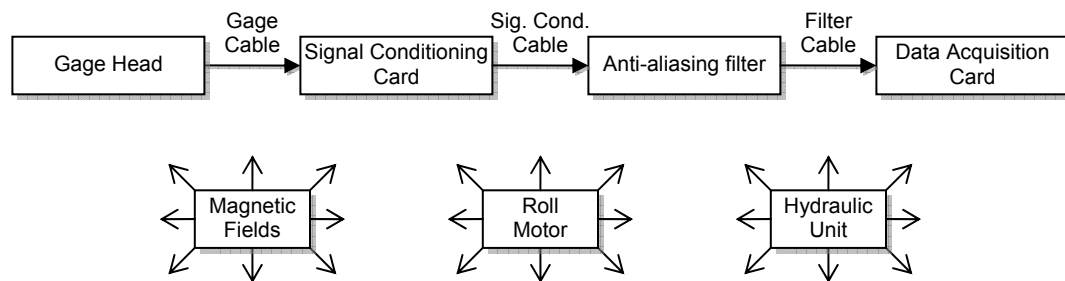 Gage
Cable
Sig. Cond.
Cable
Filter
Cable
Gage Head
Signal Conditioning
Card
Anti-aliasing filter
Data Acquisition
Card
Magnetic
Fields
Roll
Motor
Hydraulic
Unit